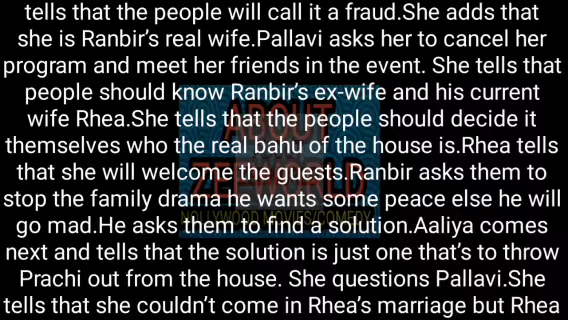 tells that the people will call it a fraud.She adds that
she is Ranbir’s real wife.Pallavi asks her to cancel her
program and meet her friends in the event. She tells that
people should know Ranbir’s ex-wife and his current
wife Rhea.She tells that the people should decide it
themselves who the real bahu of the house is.Rhea tells
that she will welcome the guests.Ranbir asks them to
stop the family drama he wants some peace else he will
go mad.He asks them to find a solution.Aaliya comes
next and tells that the solution is just one that’s to throw
Prachi out from the house. She questions Pallavi.She
tells that she couldn’t come in Rhea’s marriage but Rhea
ABOUT
ZEEWORLD
NOLLYWOOD MOVIES/COMEDY